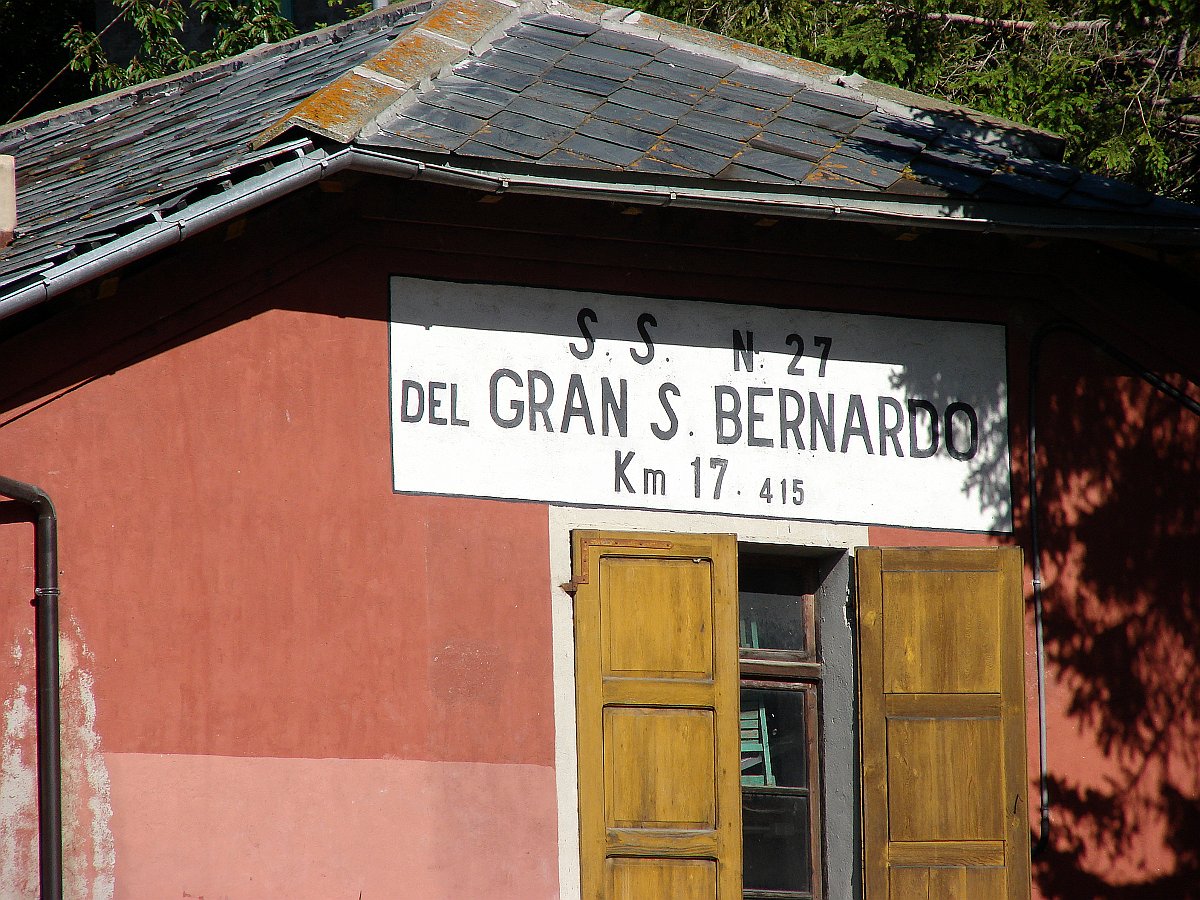 S. S. N. 27
DEL GRAN S. BERNARDO
Km 17. 415